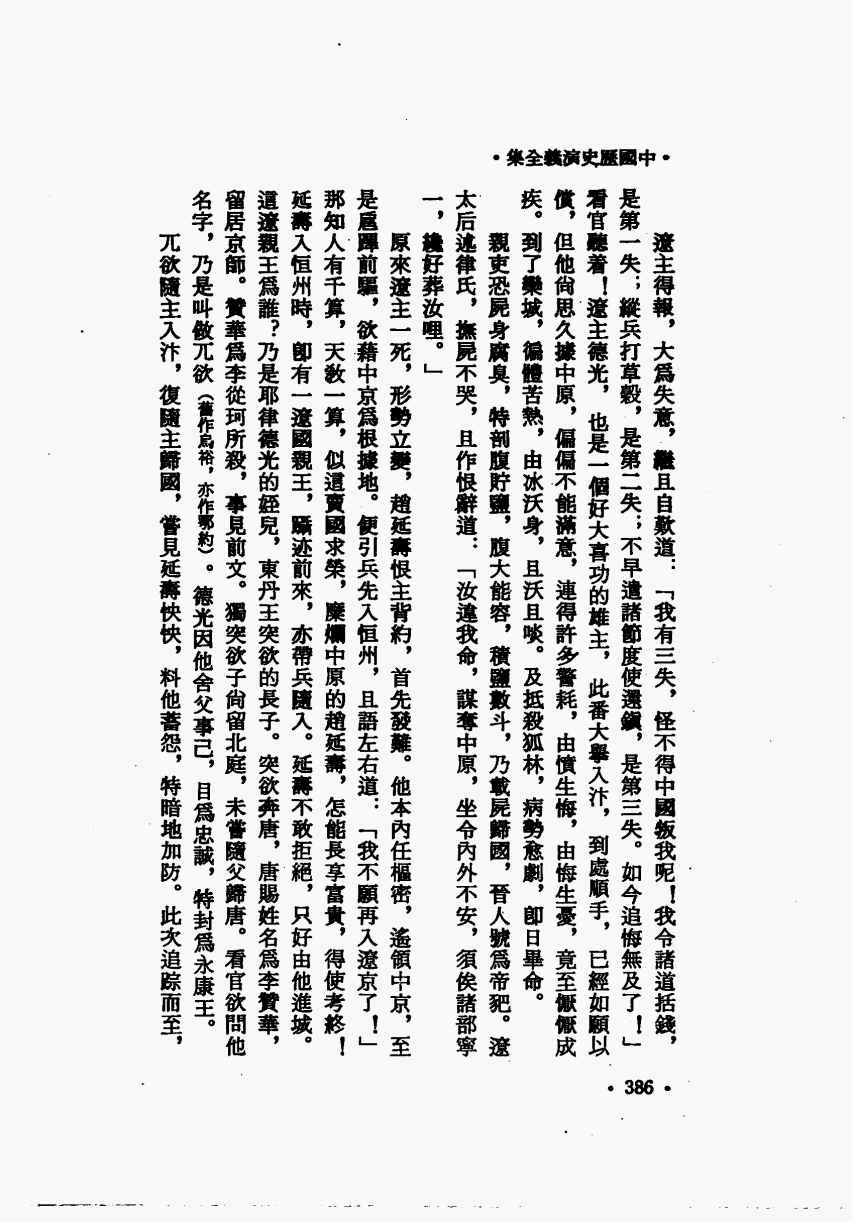 •中國歷史演義全集•
遼主得報，大爲失意，繼且自歎道：「我有三失，怪不得中國叛我呢！我令諸道括錢，
是第一失；縱兵打草穀，是第二失；不早遣諸節度使還鎭，是第三失。如今追悔無及了！」
看官聽着！遼主德光，也是一個好大喜功的雄主，此番大擧入汴，到處順手，已經如願以
償，但他尙思久據中原，偏偏不能滿意，連得許多警耗，由憤生悔，由悔生憂，竟至懨懨成
疾。到了欒城，徧體苦熱，由冰沃身，且沃且啖。及抵殺狐林，病勢愈劇，卽日畢命。
親吏恐屍身腐臭，特剖腹貯鹽，腹大能容，積鹽數斗，乃載屍歸國，晉人號爲帝羓。遼
太后述律氏，撫屍不哭，且作恨辭道：「汝違我命，謀奪中原，坐令內外不安，須俟諸部寧
一，纔好葬汝哩。」
原來遼主一死，形勢立變，趙延壽恨主背約，首先發難。他本內任樞密，遙領中京，至
是扈蹕前驅，欲藉中京爲根據地。便引兵先入恒州，且語左右道：「我不願再入遼京了！」
那知人有千算，天敎一算，似這賣國求榮，糜爛中原的趙延壽，怎能長享富貴，得使考終！
延壽入恒州時，卽有一遼國親王，躡迹前來，亦帶兵隨入。延壽不敢拒絕，只好由他進城。
這遼親王爲誰？乃是耶律德光的姪兒，東丹王突欲的長子。突欲奔唐，唐賜姓名爲李贊華，
留居京師。贊華爲李從珂所殺，事見前文。獨突欲子尙留北庭，未嘗隨父歸唐。看官欲問他
名字，乃是叫做兀欲（舊作烏裕，亦作鄂約）。德光因他舍父事己，目爲忠誠，特封爲永康王。
兀欲隨主入汴，復隨主歸國，嘗見延壽怏怏，料他蓄怨，特暗地加防。此次追踪而至，
• 386 •